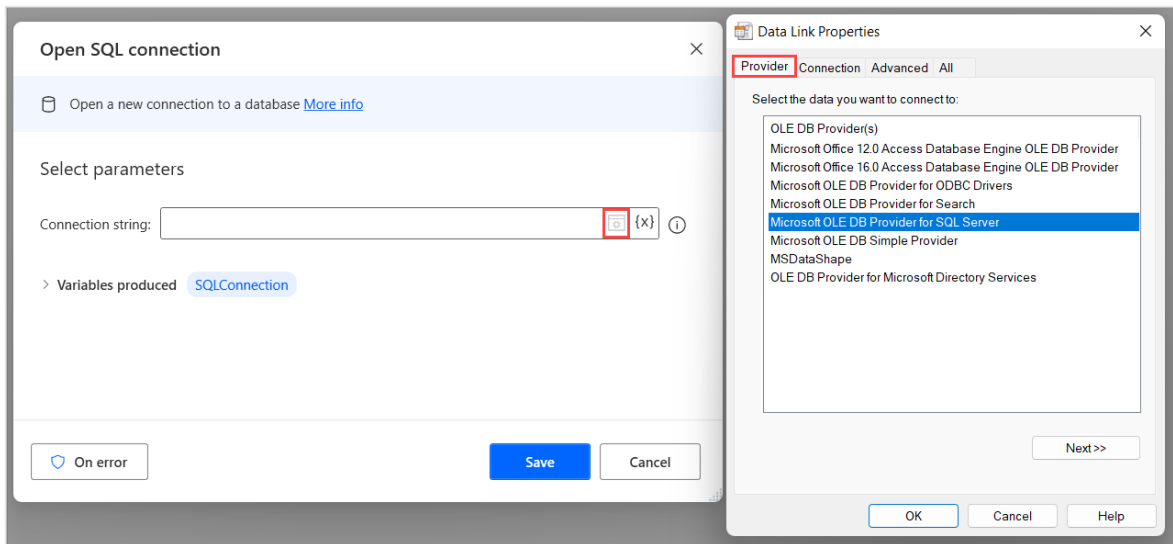 Open SQL connection
Open a new connection to a database More info
Select parameters
Connection string:
{x}
Variables produced SQLConnection
On error
Save
Cancel
Data Link Properties
Provider Connection Advanced All
Select the data you want to connect to:
OLE DB Provider(s)
Microsoft Office 12.0 Access Database Engine OLE DB Provider
Microsoft Office 16.0 Access Database Engine OLE DB Provider
Microsoft OLE DB Provider for ODBC Drivers
Microsoft OLE DB Provider for Search
Microsoft OLE DB Provider for SQL Server
Microsoft OLE DB Simple Provider
MSDataShape
OLE DB Provider for Microsoft Directory Services
Next >>
OK
Cancel
Help